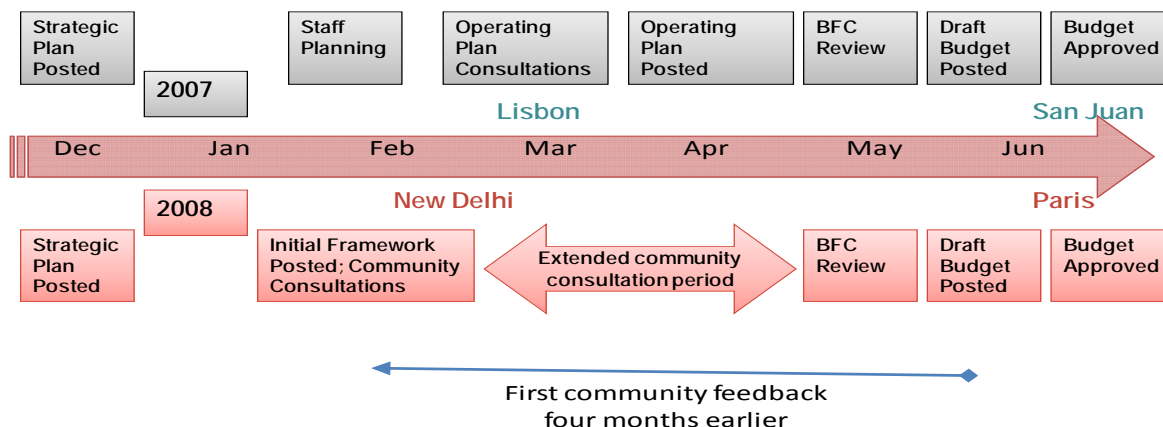 Strategic
Plan
Posted
Staff
Planning
Operating
Plan
Consultations
Operating
Plan
Posted
BFC
Review
Draft
Budget
Posted
Budget
Approved
2007
Lisbon
San Juan
Dec Jan Feb Mar Apr May Jun
2008
New Delhi
Paris
Strategic
Plan
Posted
Initial Framework
Posted; Community
Consultations
Extended community
consultation period
BFC
Review
Draft
Budget
Posted
Budget
Approved
First community feedback
four months earlier